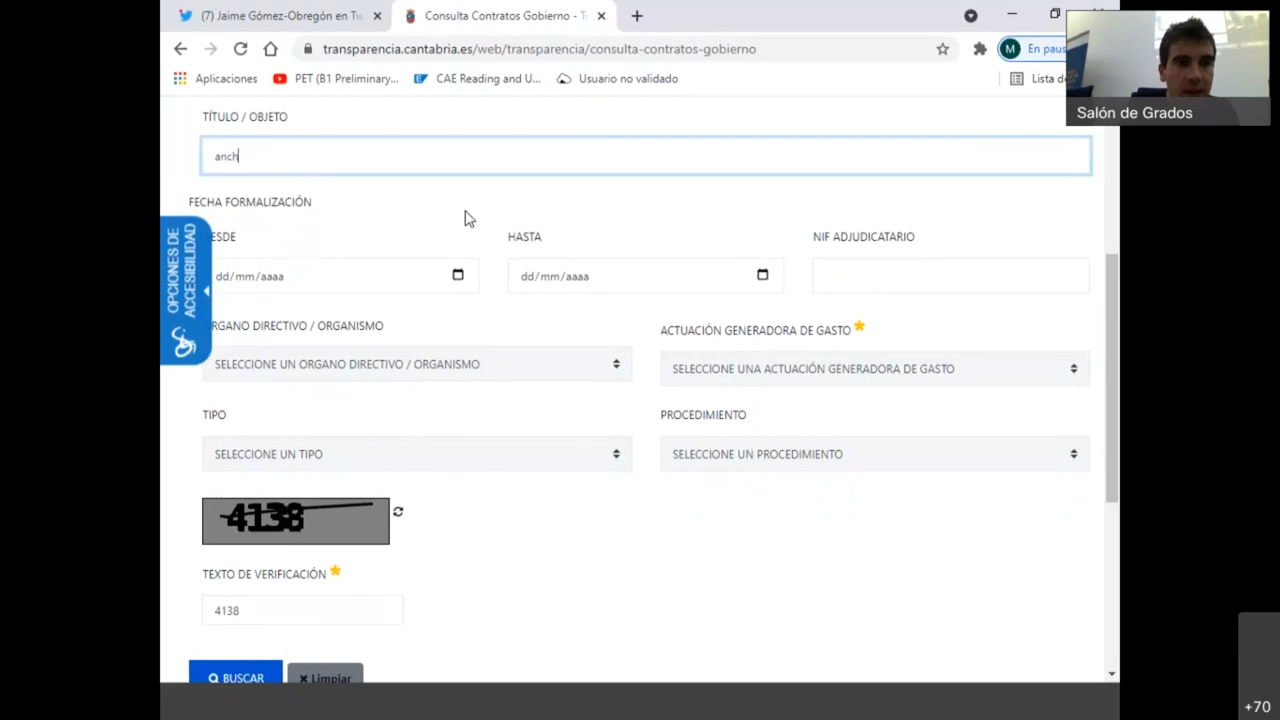 (7) Jaime Gómez-Obregón en Tw
Consulta Contratos Gobierno - T
transparencia.cantabria.es/web/transparencia/consulta-contratos-gobierno
M En paus
Aplicaciones
PET (B1 Preliminary...
CAE Reading and U...
Usuario no validado
Lista de
Salón de Grados
TÍTULO / OBJETO
anch
FECHA FORMALIZACIÓN
ESDE
HASTA
NIF ADJUDICATARIO
dd/mm/aaaa
dd/mm/aaaa
OPCIONES DE
ACCESIBILIDAD
RGANO DIRECTIVO / ORGANISMO
ACTUACIÓN GENERADORA DE GASTO
SELECCIONE UN ORGANO DIRECTIVO / ORGANISMO
SELECCIONE UNA ACTUACIÓN GENERADORA DE GASTO
TIPO
PROCEDIMIENTO
SELECCIONE UN TIPO
SELECCIONE UN PROCEDIMIENTO
4138
TEXTO DE VERIFICACIÓN
4138
BUSCAR
Limpiar
+70